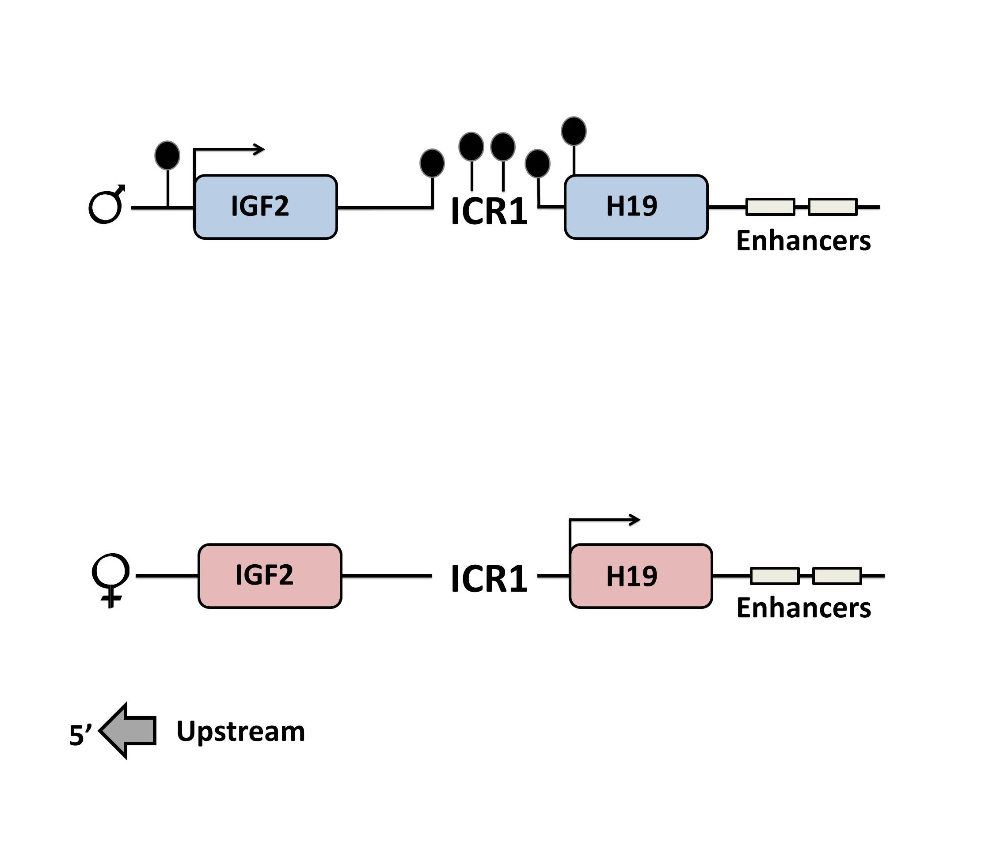 IGF2
ICR1
H19
Enhancers
IGF2
ICR1
H19
Enhancers
5’ Upstream